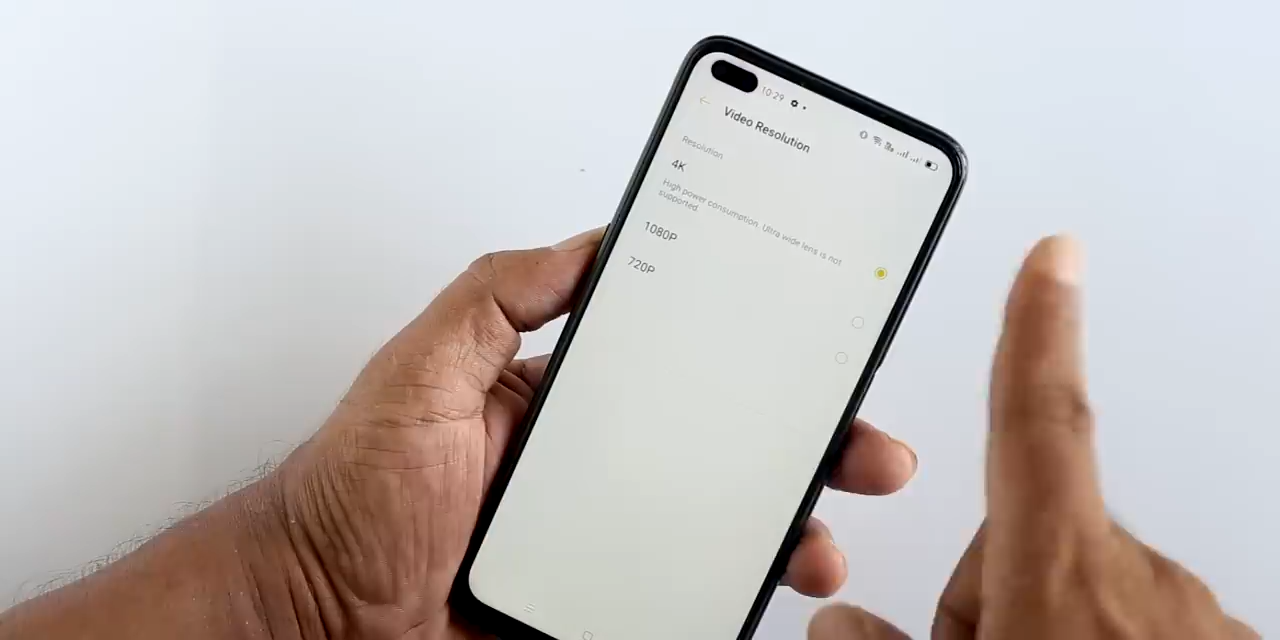 10:29
Video Resolution
Resolution
4K
High power consumption. Ultra wide lens is not
supported.
1080P
720P